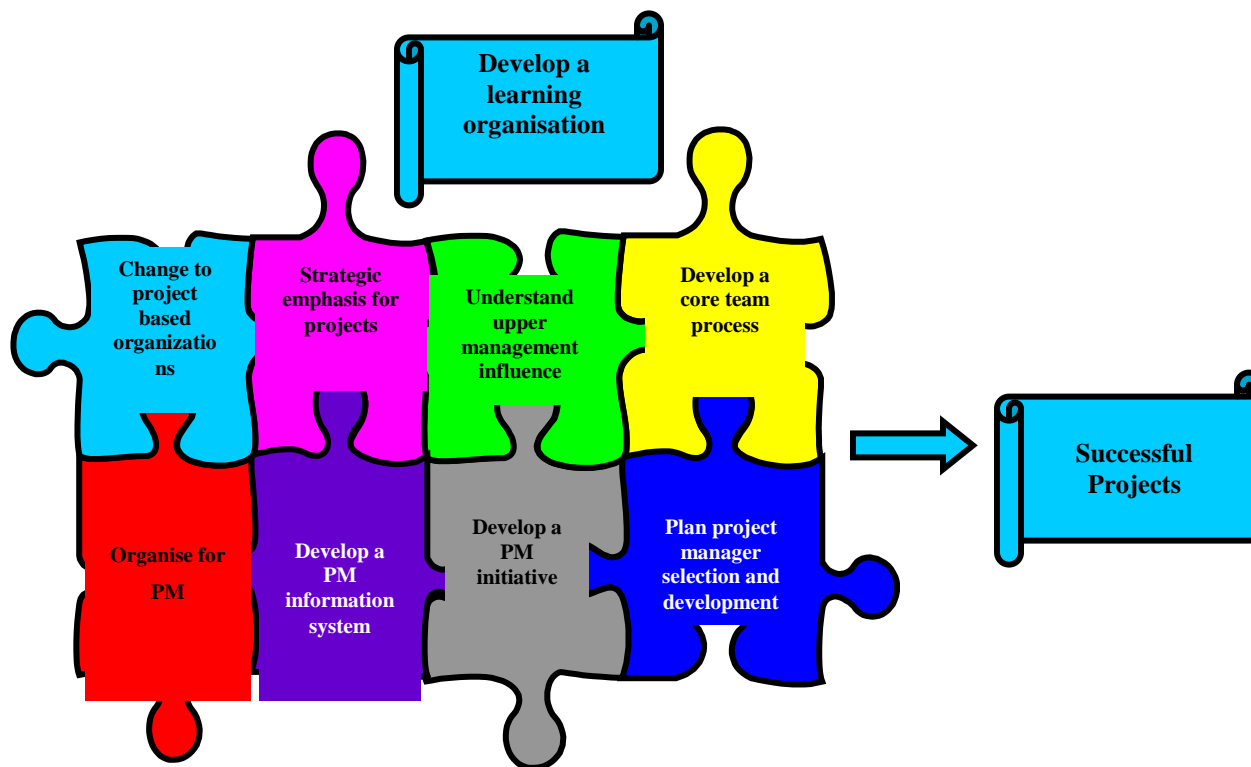 Develop a
learning
organisation
Change to
project
based
organizatio
ns
Strategic
emphasis for
projects
Understand
upper
management
influence
Develop a
core team
process
Successful
Projects
Organise for
PM
Develop a
PM
information
system
Develop a
PM
initiative
Plan project
manager
selection and
development